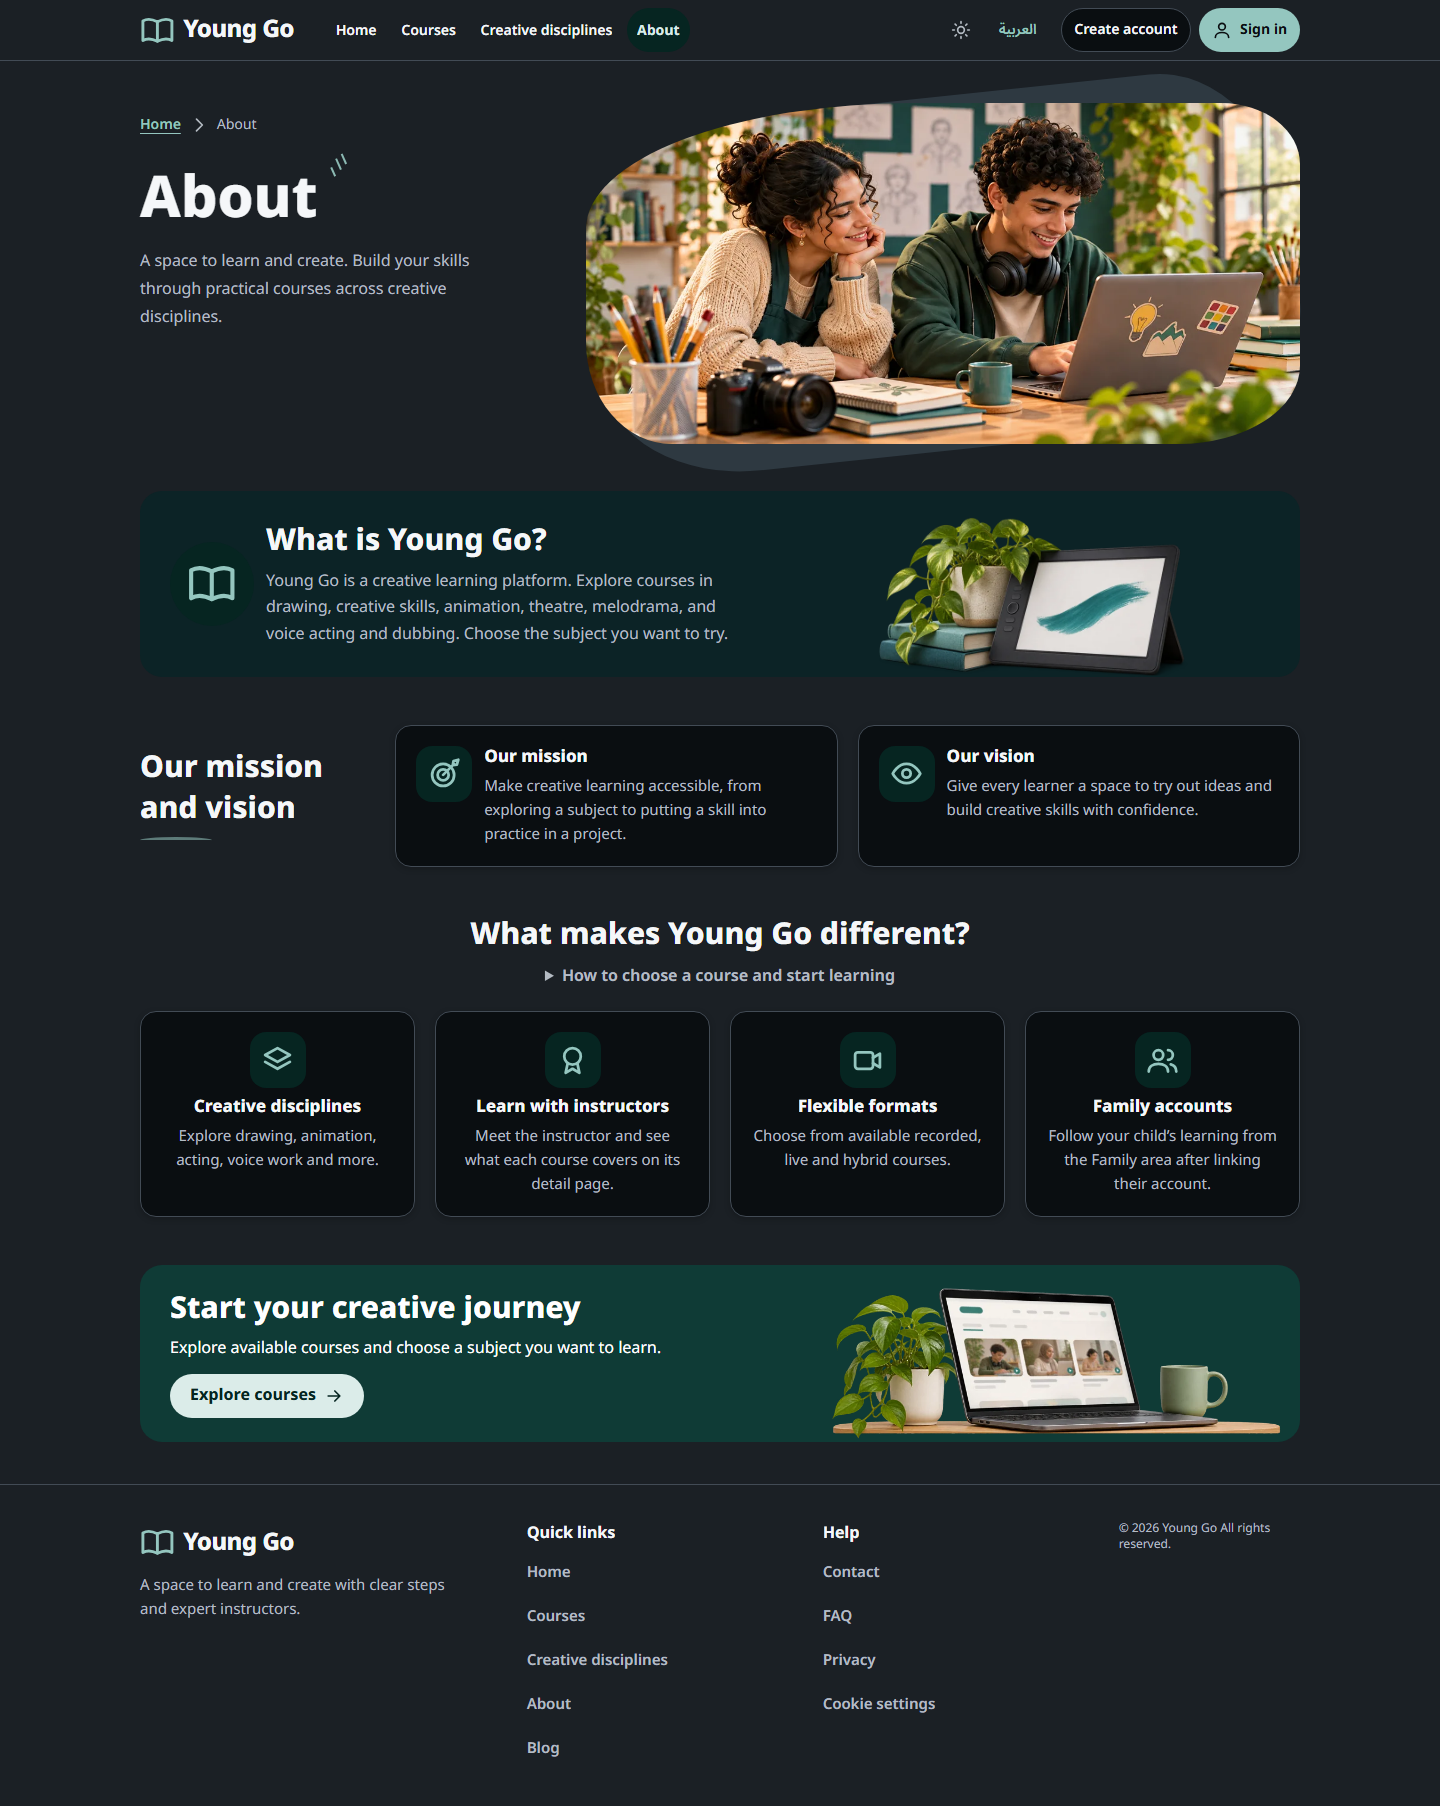 Young Go
Home
Courses
Creative disciplines
About
العربية
Create account
Sign in
Home
About
About
A space to learn and create. Build your skills
through practical courses across creative
disciplines.
What is Young Go?
Young Go is a creative learning platform. Explore courses in
drawing, creative skills, animation, theatre, melodrama, and
voice acting and dubbing. Choose the subject you want to try.
Our mission
and vision
Our mission
Make creative learning accessible, from
exploring a subject to putting a skill into
practice in a project.
Our vision
Give every learner a space to try out ideas and
build creative skills with confidence.
What makes Young Go different?
How to choose a course and start learning
Creative disciplines
Explore drawing, animation,
acting, voice work and more.
Learn with instructors
Meet the instructor and see
what each course covers on its
detail page.
Flexible formats
Choose from available recorded,
live and hybrid courses.
Family accounts
Follow your child’s learning from
the Family area after linking
their account.
Start your creative journey
Explore available courses and choose a subject you want to learn.
Explore courses
Young Go
A space to learn and create with clear steps
and expert instructors.
Quick links
Home
Courses
Creative disciplines
About
Blog
Help
Contact
FAQ
Privacy
Cookie settings
© 2026 Young Go All rights
reserved.